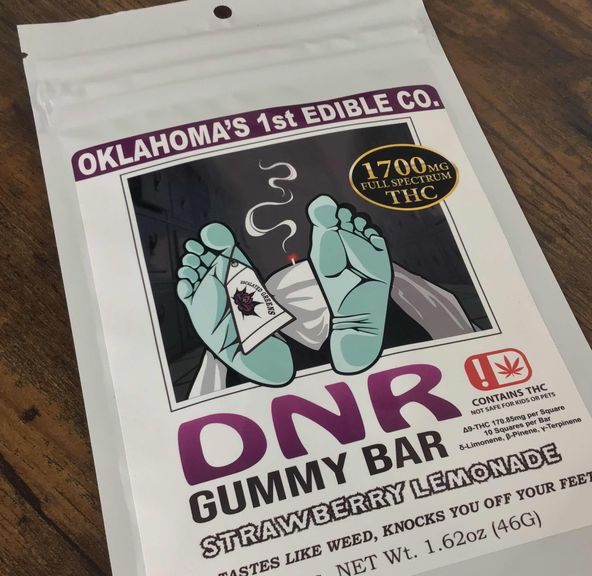 OKLAHOMA'S 1st EDIBLE CO.
1700MG
FULL SPECTRUM
THC
ESCALATED GREENS
DNR
GUMMY BAR
!
CONTAINS THC
NOT SAFE FOR KIDS OR PETS
Δ9-THC 170.85mg per Square
10 Squares per Bar
δ-Limonene, β-Pinene, γ-Terpinene
STRAWBERRY LEMONADE
TASTES LIKE WEED, KNOCKS YOU OFF YOUR FEET
NET Wt. 1.62oz (46G)